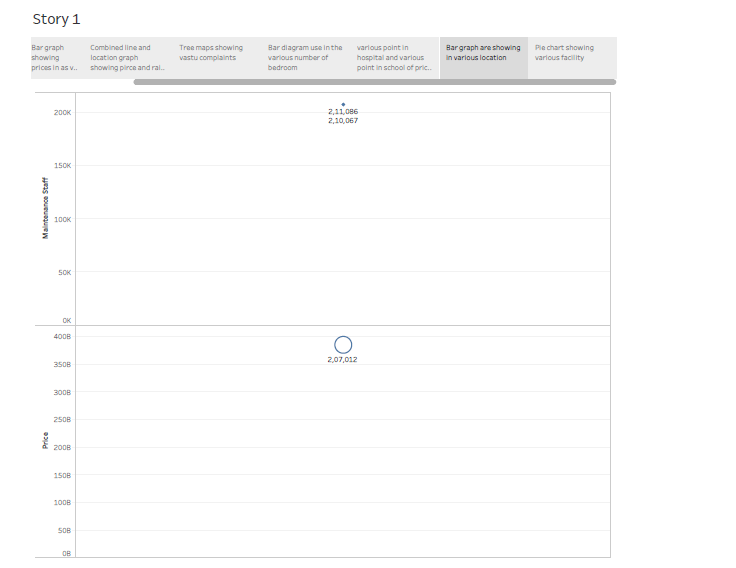 Story 1
Bar graph
showing
prices in as v..
Combined line and
location graph
showing pirce and rai..
Tree maps showing
vastu complaints
Bar diagram use in the
various number of
bedroom
various point in
hospital and various
point in school of pric..
Bar graph are showing
in various location
Pie chart showing
various facility
Maintenance Staff
200K
150K
100K
50K
0K
2,11,086
2,10,067
Price
400B
350B
300B
250B
200B
150B
100B
50B
0B
2,07,012